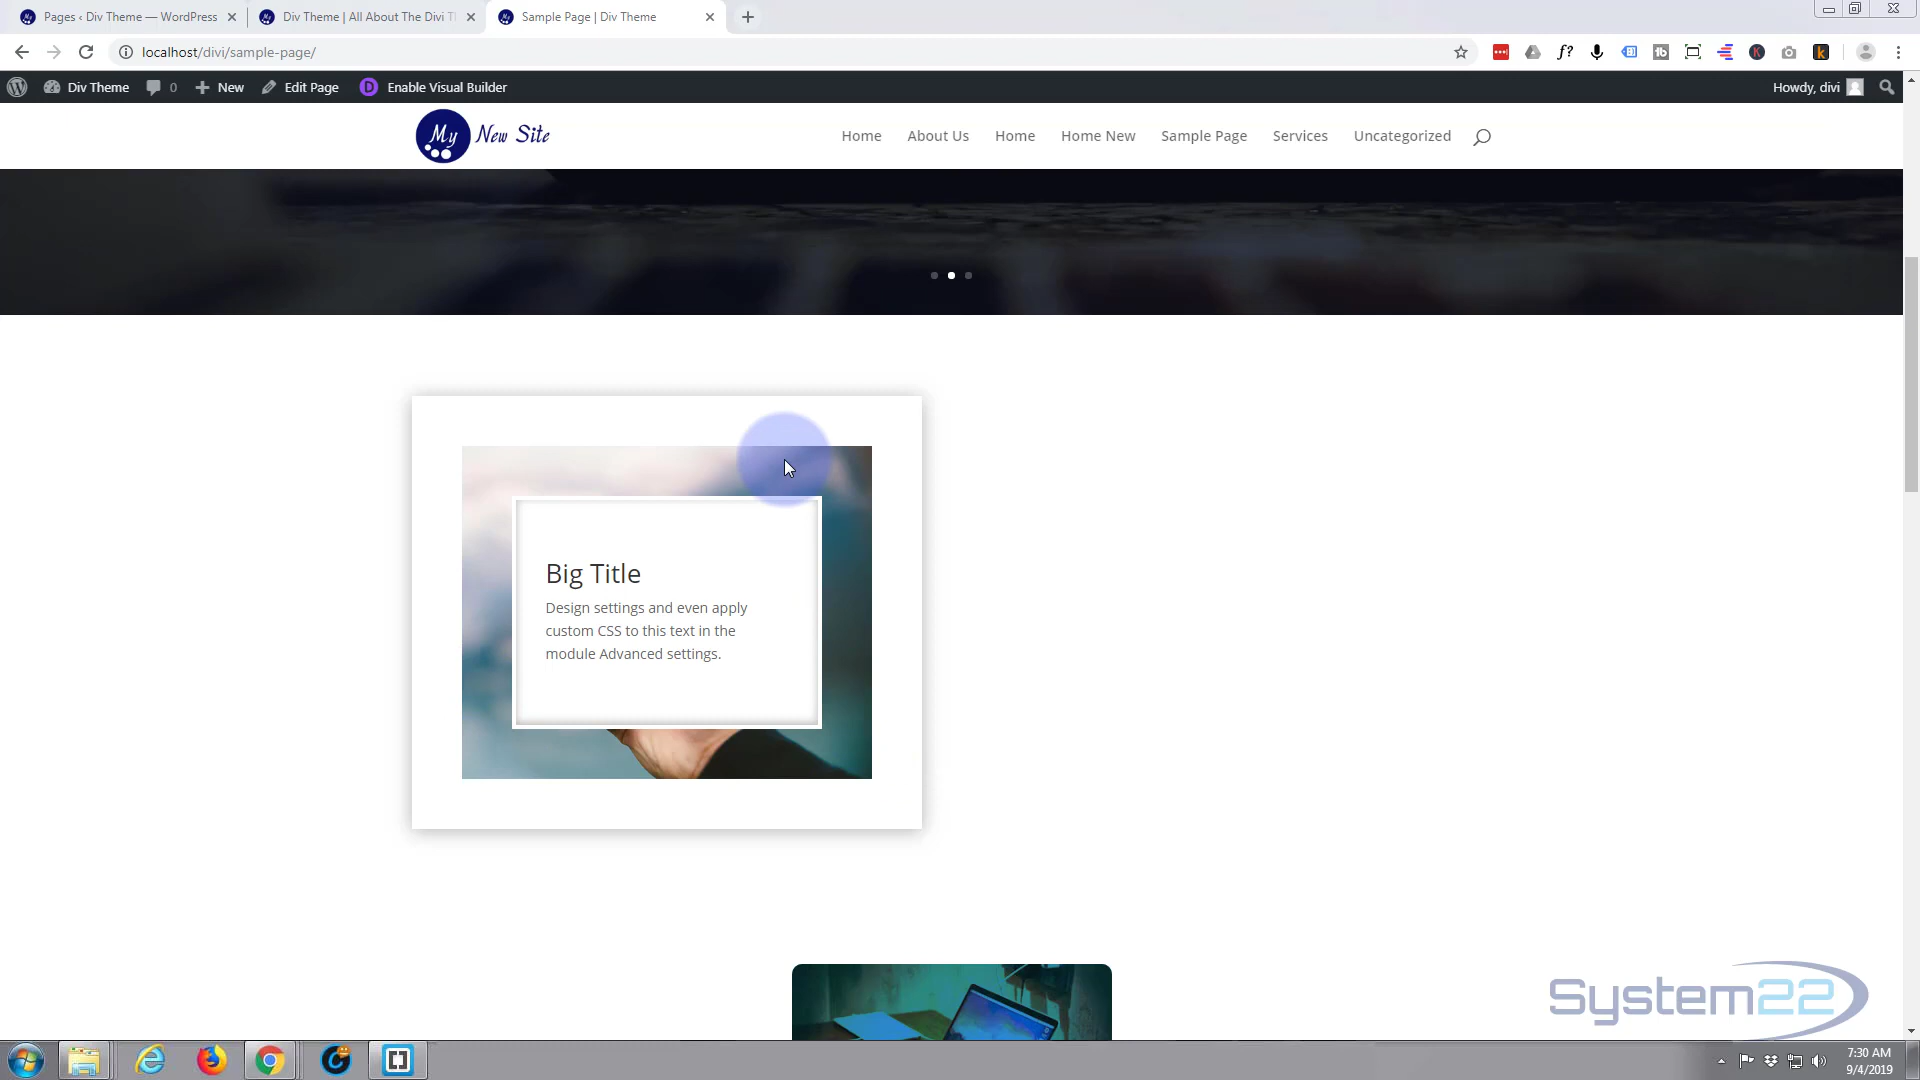 Pages ‹ Div Theme — WordPress
Div Theme | All About The Divi T
Sample Page | Div Theme
localhost/divi/sample-page/
Div Theme
0
New
Edit Page
Enable Visual Builder
Howdy, divi
My New Site
Home
About Us
Home
Home New
Sample Page
Services
Uncategorized
Big Title
Design settings and even apply
custom CSS to this text in the
module Advanced settings.
System22
7:30 AM
9/4/2019